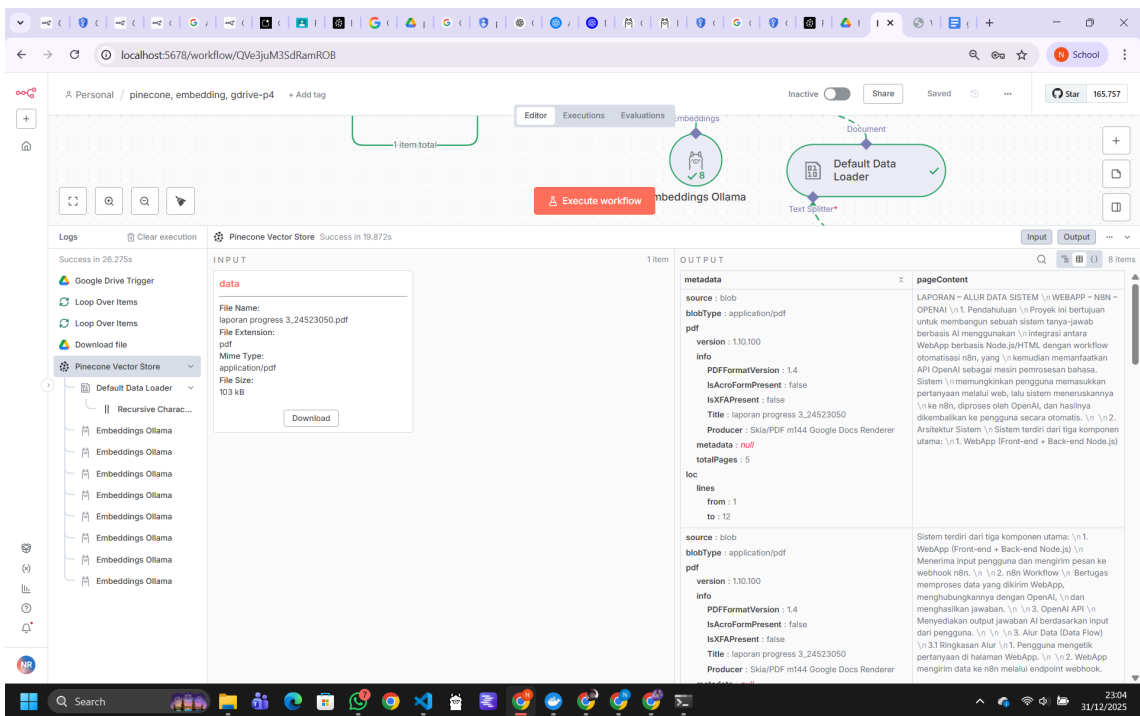 localhost:5678/workflow/QVe3juM3SdRamROB
School
Personal / pinecone, embedding, gdrive-p4 + Add tag
Inactive
Share
Saved
Star 165,757
Editor Executions Evaluations
1 item total
Embeddings
Document
Default Data
Loader
8
Embeddings Ollama
Text Splitter*
Execute workflow
Logs
Clear execution
Pinecone Vector Store Success in 19.872s
Input
Output
Success in 26.275s
INPUT
1 item
OUTPUT
8 items
Google Drive Trigger
Loop Over Items
Loop Over Items
Download file
Pinecone Vector Store
Default Data Loader
Recursive Charac...
Embeddings Ollama
Embeddings Ollama
Embeddings Ollama
Embeddings Ollama
Embeddings Ollama
Embeddings Ollama
Embeddings Ollama
Embeddings Ollama
NR
data
File Name:
laporan progress 3_24523050.pdf
File Extension:
pdf
Mime Type:
application/pdf
File Size:
103 kB
Download
metadata
source : blob
blobType : application/pdf
pdf
version : 1.10.100
info
PDFFormatVersion : 1.4
IsAcroFormPresent : false
IsXFAPresent : false
Title : laporan progress 3_24523050
Producer : Skia/PDF m144 Google Docs Renderer
metadata : null
totalPages : 5
loc
lines
from : 1
to : 12
pageContent
LAPORAN – ALUR DATA SISTEM \n WEBAPP – N8N –
OPENAI \n 1. Pendahuluan \n Proyek ini bertujuan
untuk membangun sebuah sistem tanya-jawab
berbasis AI menggunakan \n integrasi antara
WebApp berbasis Node.js/HTML dengan workflow
otomatisasi n8n, yang \n kemudian memanfaatkan
API OpenAI sebagai mesin pemrosesan bahasa.
Sistem \n memungkinkan pengguna memasukkan
pertanyaan melalui web, lalu sistem meneruskannya
\n ke n8n, diproses oleh OpenAI, dan hasilnya
dikembalikan ke pengguna secara otomatis. \n \n 2.
Arsitektur Sistem \n Sistem terdiri dari tiga komponen
utama: \n 1. WebApp (Front-end + Back-end Node.js)
source : blob
blobType : application/pdf
pdf
version : 1.10.100
info
PDFFormatVersion : 1.4
IsAcroFormPresent : false
IsXFAPresent : false
Title : laporan progress 3_24523050
Producer : Skia/PDF m144 Google Docs Renderer
metadata : null
Sistem terdiri dari tiga komponen utama: \n 1.
WebApp (Front-end + Back-end Node.js) \n
Menerima input pengguna dan mengirim pesan ke
webhook n8n. \n \n 2. n8n Workflow \n Bertugas
memproses data yang dikirim WebApp,
menghubungkannya dengan OpenAI, \n dan
menghasilkan jawaban. \n \n 3. OpenAI API \n
Menyediakan output jawaban AI berdasarkan input
dari pengguna. \n \n \n 3. Alur Data (Data Flow)
\n 3.1 Ringkasan Alur \n 1. Pengguna mengetik
pertanyaan di halaman WebApp. \n \n 2. WebApp
mengirim data ke n8n melalui endpoint webhook.
Search
23:04
31/12/2025